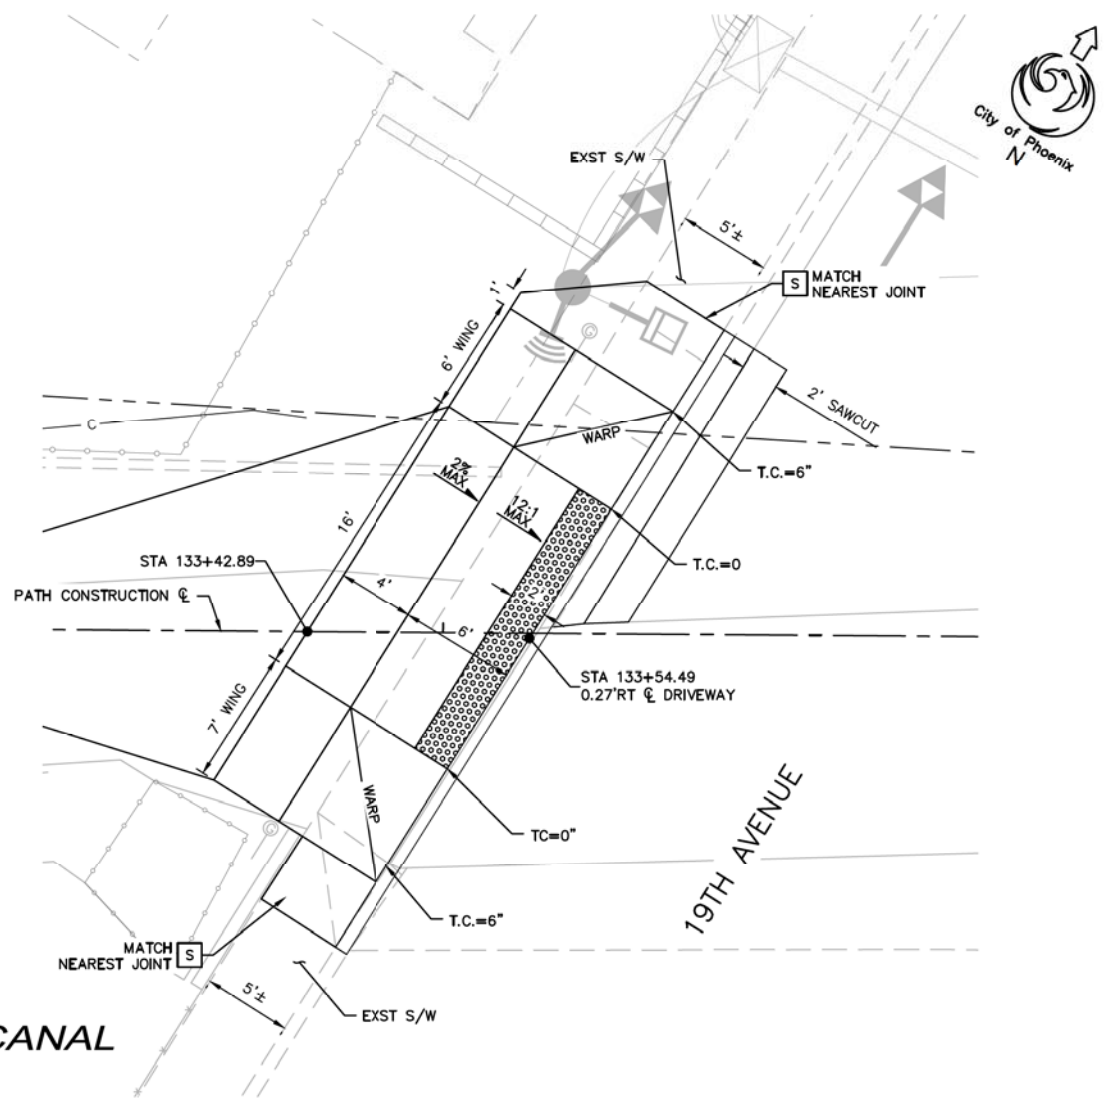 City of Phoenix
N
EXST S/W
5'±
S
MATCH
NEAREST JOINT
1'
6' WING
2' SAWCUT
C
G
WARP
T.C.=6"
2%
MAX
12:1
MAX
16'
T.C.=0
STA 133+42.89
4'
2'
PATH CONSTRUCTION ℄
6'
STA 133+54.49
0.27'RT ℄ DRIVEWAY
7' WING
WARP
19TH AVENUE
G
TC=0"
T.C.=6"
MATCH
NEAREST JOINT
S
5'±
EXST S/W
CANAL